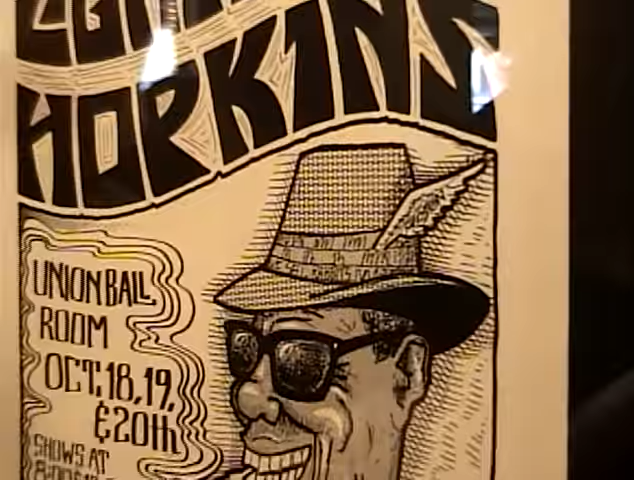 HOPKINS
UNION BALL
ROOM
OCT. 18, 19,
& 20th
SHOWS AT